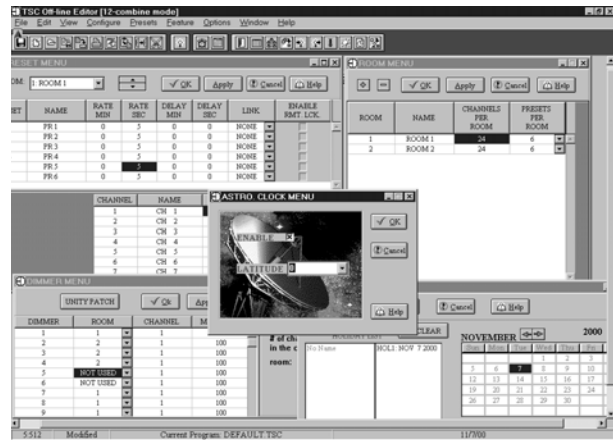 TSC Off-line Editor [12-combine mode]
File Edit View Configure Presets Feature Options Window Help
RESET MENU
OM: 1 ROOM 1 OK Apply Cancel Help
ET NAME RATE MIN RATE SEC DELAY MIN DELAY SEC LINK ENABLE RMT. LCK.
PR 1 0 5 0 0 NONE
PR 2 0 5 0 0 NONE
PR 3 0 5 0 0 NONE
PR 4 0 5 0 0 NONE
PR 5 0 5 0 0 NONE
PR 6 0 5 0 0 NONE
ROOM MENU
OK Apply Cancel Help
ROOM NAME CHANNELS PER ROOM PRESETS PER ROOM
1 ROOM 1 24 6
2 ROOM 2 24 6
CHANNEL NAME
1 CH 1
2 CH 2
3 CH 3
4 CH 4
5 CH 5
6 CH 6
7 CH 7
ASTRO. CLOCK MENU
ENABLE
LATITUDE
OK
Cancel
Help
DIMMER MENU
UNITY PATCH Ok
DIMMER ROOM CHANNEL
1 1 1 100
2 2 1 100
3 2 1 100
4 2 1 100
5 NOT USED 1 100
6 NOT USED 1 100
7 1 1 100
8 1 1 100
9 1 1 100
Cancel Help
# of
in the
room:
CLEAR
No Name HOL1: NOV 7 2000
NOVEMBER 2000
Sun Mon Tue Wed Thu Fri
1 2 3
5 6 7 8 9 10
12 13 14 15 16 17
19 20 21 22 23 24
26 27 28 29 30
5:512 Modified Current Program: DEFAULT.TSC 11/7/00